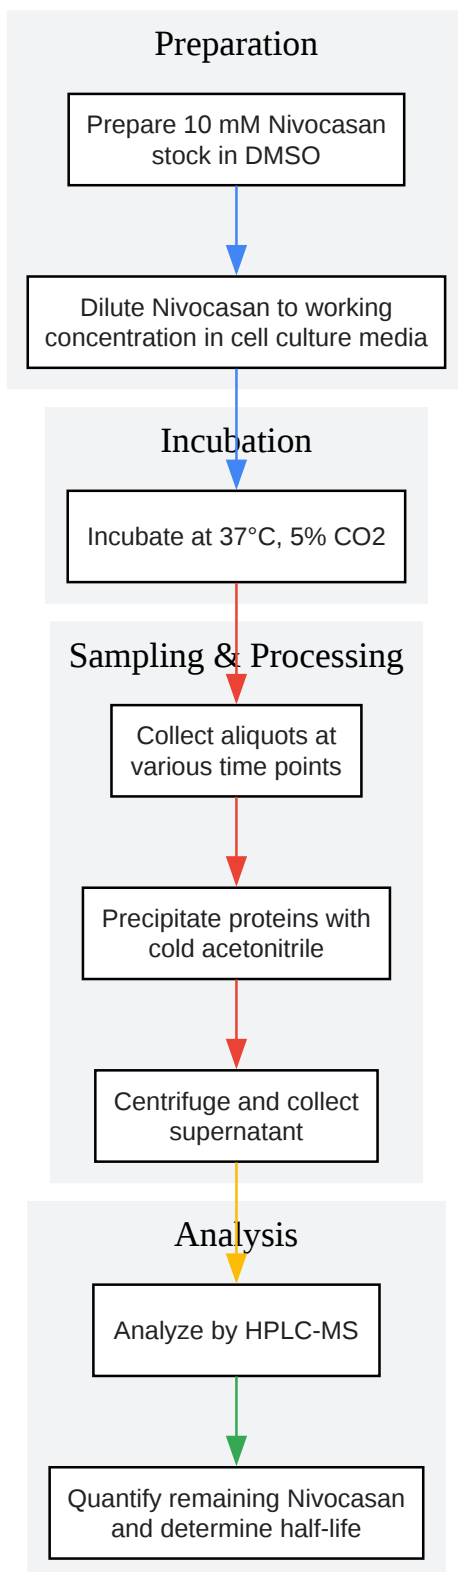 Preparation
Prepare 10 mM Nivocasan
stock in DMSO
Dilute Nivocasan to working
concentration in cell culture media
Incubation
Incubate at 37°C, 5% CO2
Sampling & Processing
Collect aliquots at
various time points
Precipitate proteins with
cold acetonitrile
Centrifuge and collect
supernatant
Analysis
Analyze by HPLC-MS
Quantify remaining Nivocasan
and determine half-life